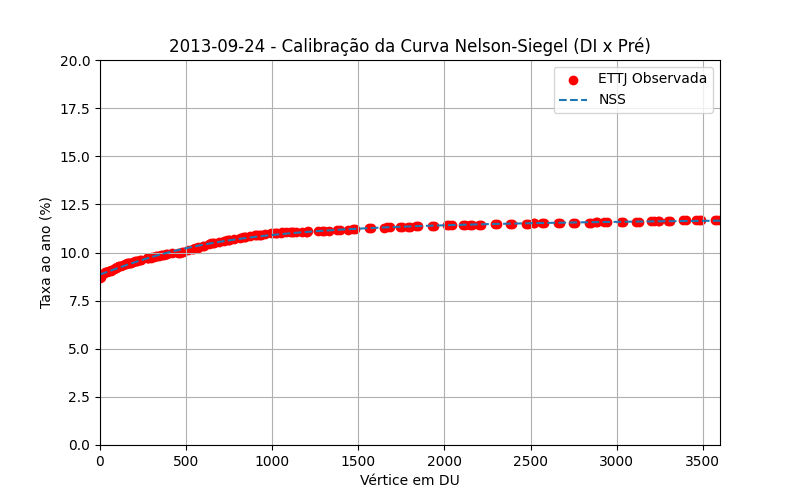 2013-09-24 - Calibração da Curva Nelson-Siegel (DI x Pré)
ETTJ Observada
NSS
Taxa ao ano (%)
20.0
17.5
15.0
12.5
10.0
7.5
5.0
2.5
0.0
0 500 1000 1500 2000 2500 3000 3500
Vértice em DU